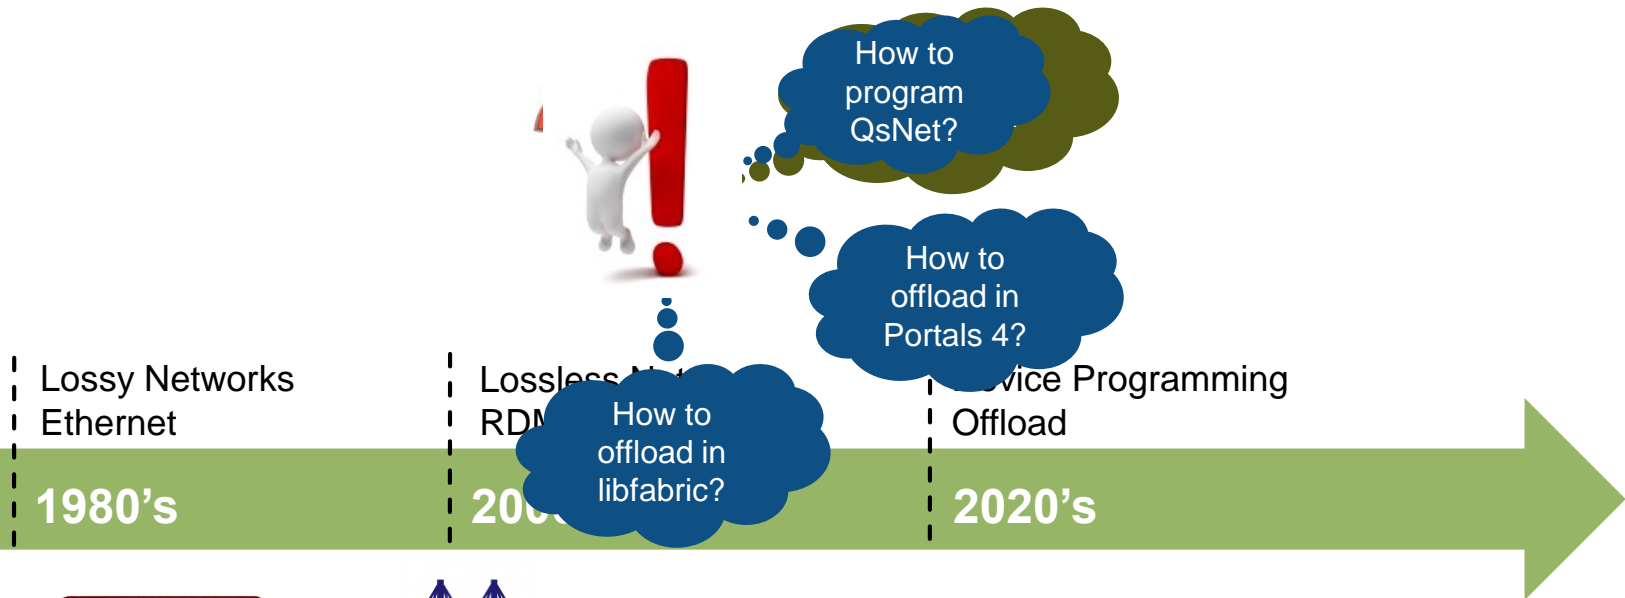 How to
program
QsNet?
How to
offload in
Portals 4?
Lossy Networks
Ethernet
Lossless
How to
offload in
libfabric?
Programming
Offload
1980’s
2020’s